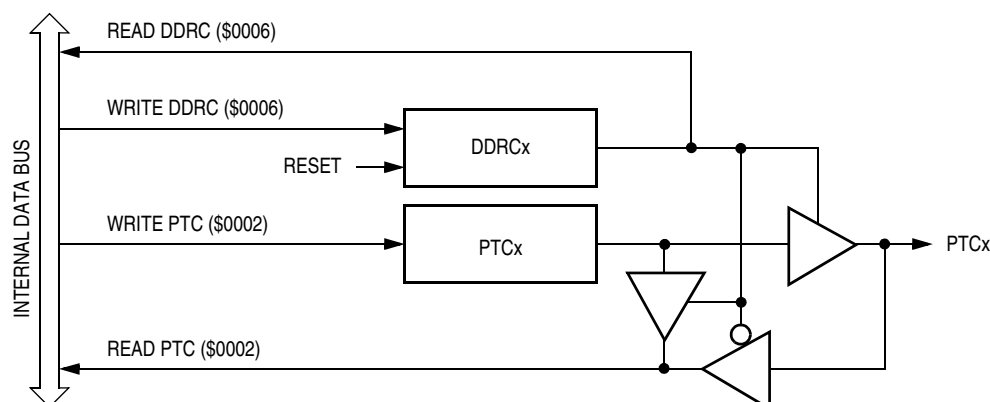 READ DDRC ($0006)
WRITE DDRC ($0006)
DDRCx
RESET
INTERNAL DATA BUS
WRITE PTC ($0002)
PTCx
PTCx
READ PTC ($0002)